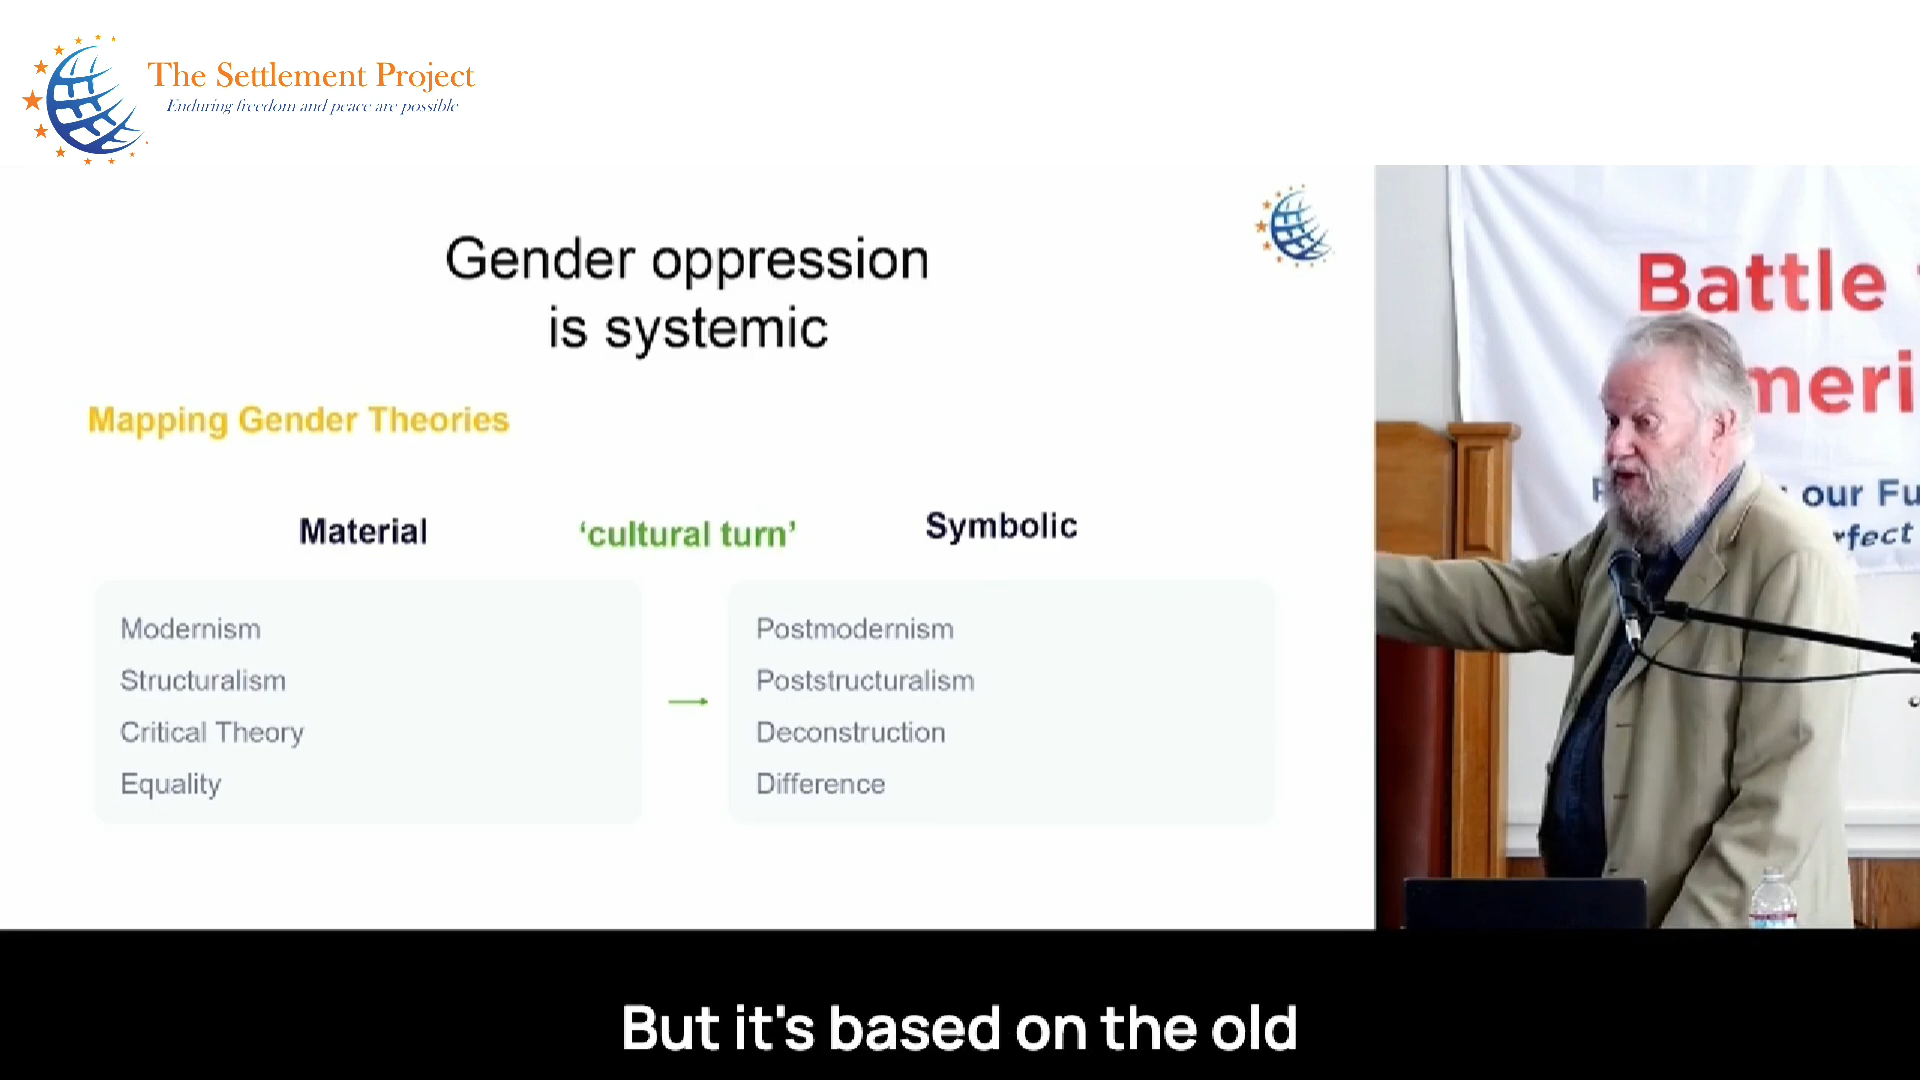 The Settlement Project
Enduring freedom and peace are possible
Gender oppression
is systemic
Mapping Gender Theories
Material
'cultural turn'
Symbolic
Modernism
Structuralism
Critical Theory
Equality
→
Postmodernism
Poststructuralism
Deconstruction
Difference
Battle
meri
our Fu
rfect
But it's based on the old